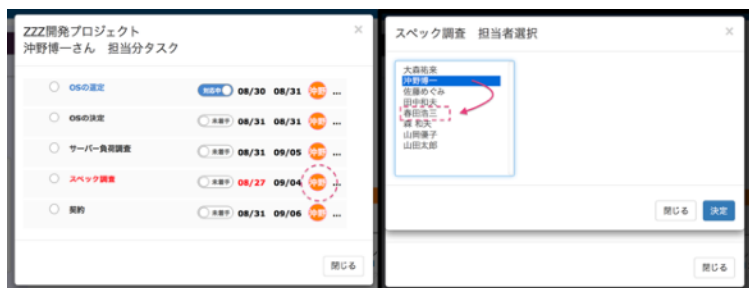 ZZZ開発プロジェクト
沖野博一さん 担当分タスク
×
OSの選定 対応中 08/30 08/31 沖野 ...
OSの決定 未着手 08/31 08/31 沖野 ...
サーバー負荷調査 未着手 08/31 09/05 沖野 ...
スペック調査 未着手 08/27 09/04 沖野 ...
契約 未着手 08/31 09/06 沖野 ...
閉じる
スペック調査 担当者選択
×
大森祐来
沖野博一
佐藤めぐみ
田中和夫
春田浩三
森 和夫
山岡優子
山田太郎
閉じる 決定
閉じる